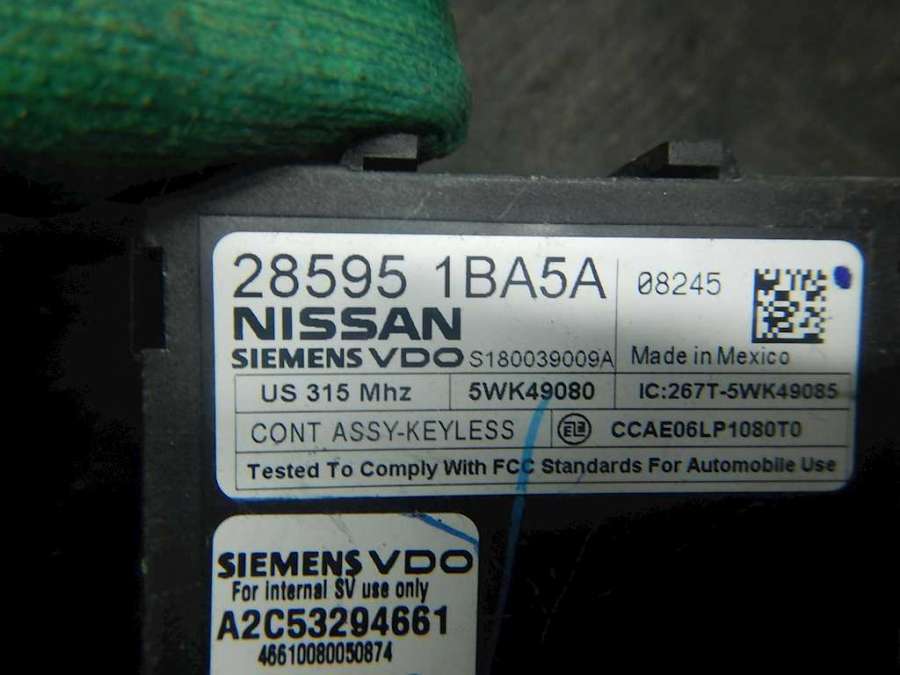 28595 1BA5A 08245
NISSAN
SIEMENS VDO S180039009A Made in Mexico
US 315 Mhz 5WK49080 IC:267T-5WK49085
CONT ASSY-KEYLESS CCAE06LP1080T0
Tested To Comply With FCC Standards For Automobile Use
SIEMENS VDO
For internal SV use only
A2C53294661
46610080050874